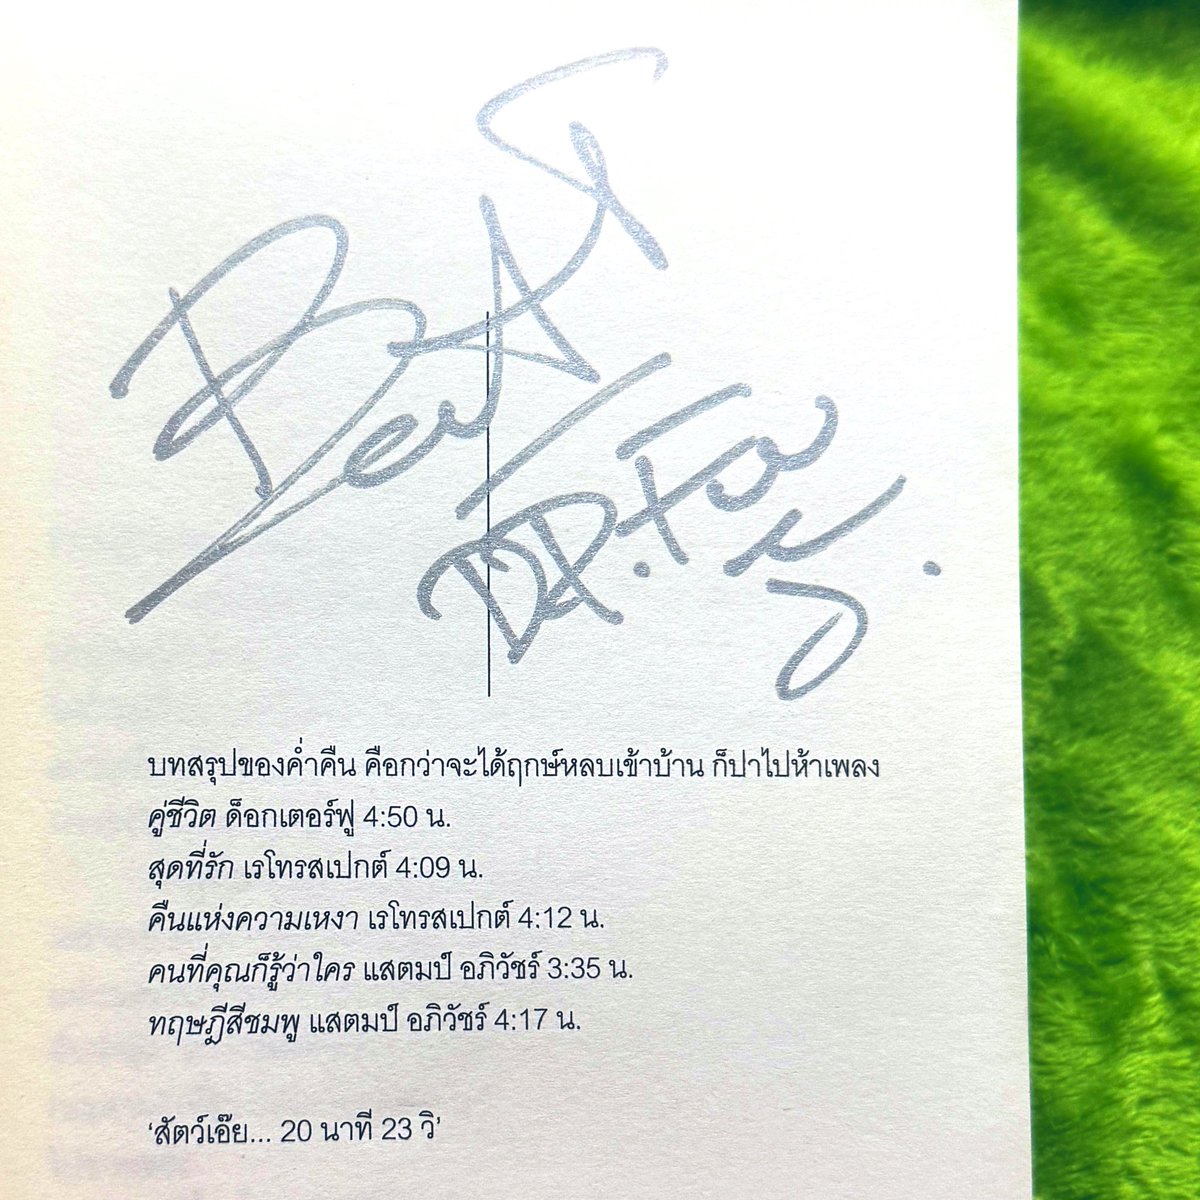 Beat
DR.Foo
บทสรุปของค่ำคืน คือกว่าจะได้ฤกษ์หลบเข้าบ้าน ก็ปาไปห้าเพลง
คู่ชีวิต ด็อกเตอร์ฟู 4:50 น.
สุดที่รัก เรโทรสเปกต์ 4:09 น.
คืนแห่งความเหงา เรโทรสเปกต์ 4:12 น.
คนที่คุณก็รู้ว่าใคร แสตมป์ อภิวัชร์ 3:35 น.
ทฤษฎีสีชมพู แสตมป์ อภิวัชร์ 4:17 น.
‘สัตว์เอ๊ย... 20 นาที 23 วิ’